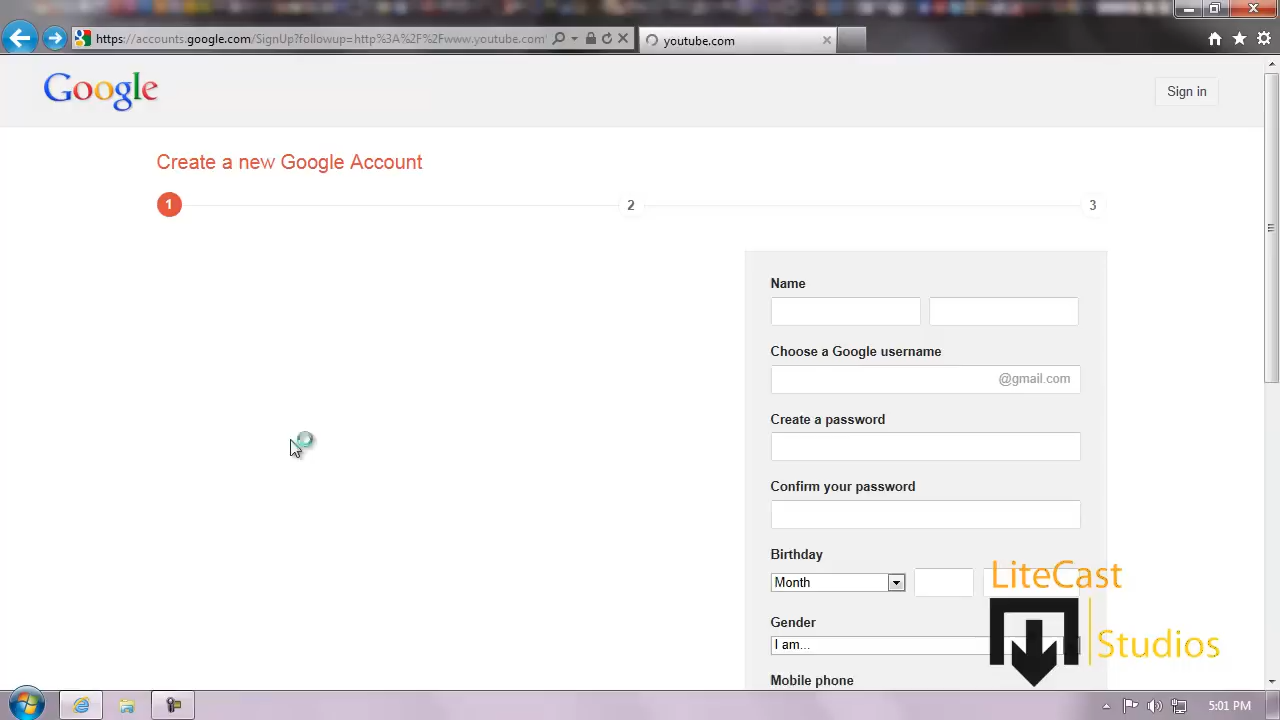 https://accounts.google.com/SignUp?followup=http%3A%2F%2Fwww.youtube.com%
youtube.com
Google
Sign in
Create a new Google Account
1
2
3
Name
Choose a Google username
@gmail.com
Create a password
Confirm your password
Birthday
Month
Gender
I am...
Mobile phone
LiteCast
Studios
5:01 PM